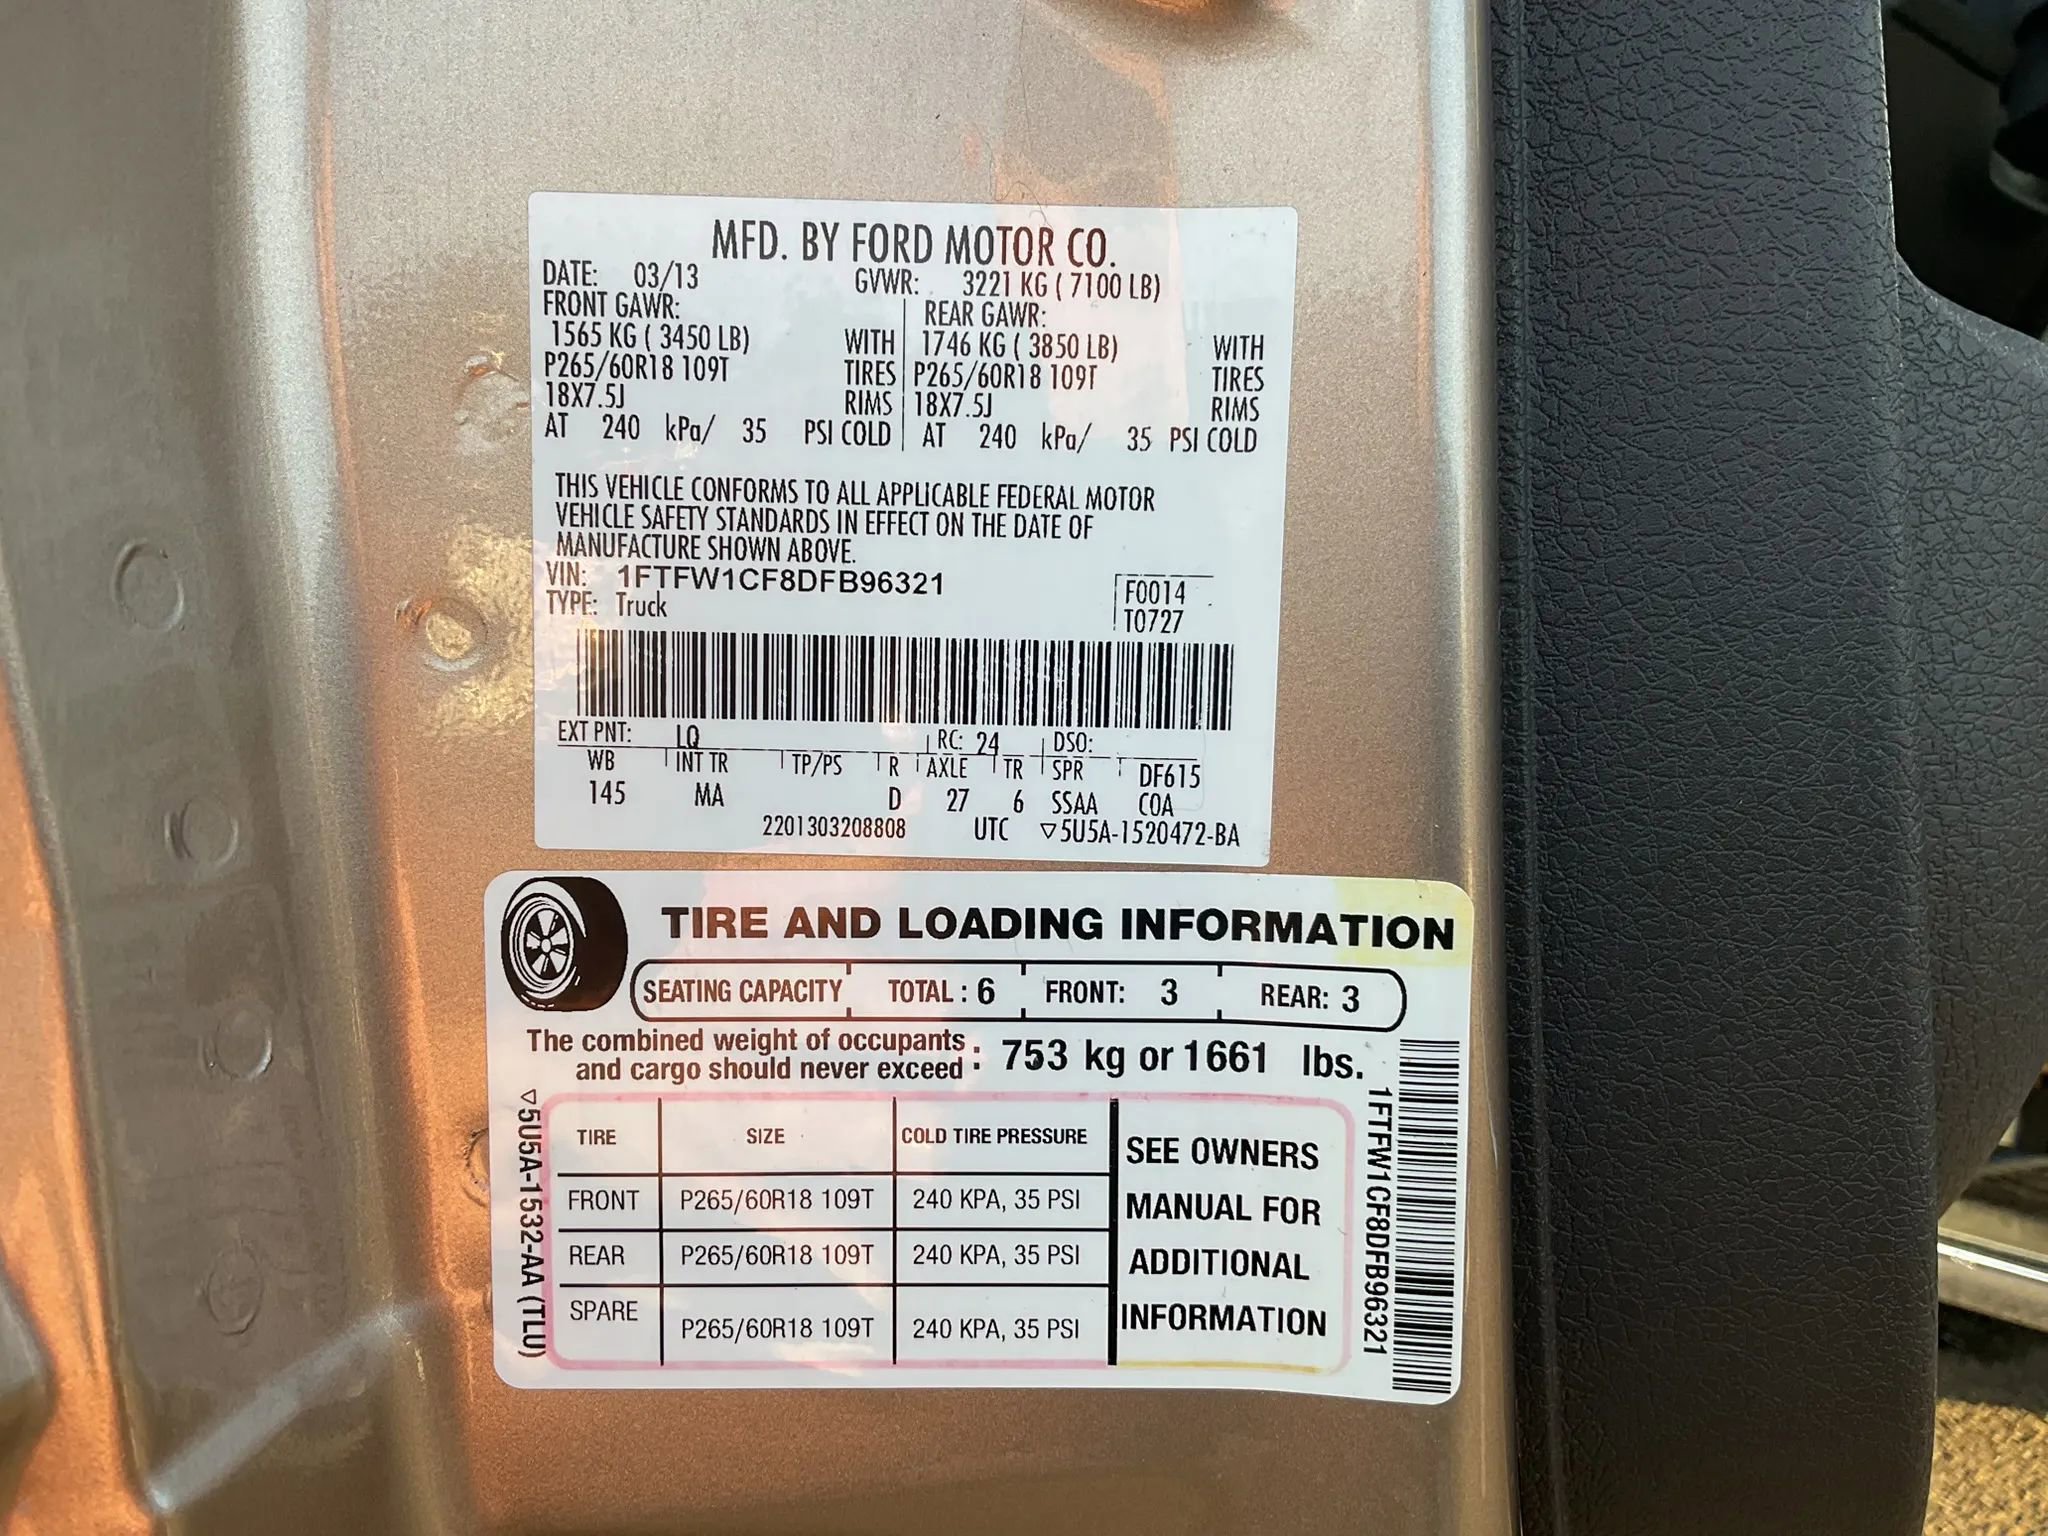 MFD. BY FORD MOTOR CO.
DATE: 03/13 GVWR: 3221 KG ( 7100 LB)
FRONT GAWR: REAR GAWR:
1565 KG ( 3450 LB) WITH 1746 KG ( 3850 LB) WITH
P265/60R18 109T TIRES P265/60R18 109T TIRES
18X7.5J RIMS 18X7.5J RIMS
AT 240 kPa/ 35 PSI COLD AT 240 kPa/ 35 PSI COLD
THIS VEHICLE CONFORMS TO ALL APPLICABLE FEDERAL MOTOR
VEHICLE SAFETY STANDARDS IN EFFECT ON THE DATE OF
MANUFACTURE SHOWN ABOVE.
VIN: 1FTFW1CF8DFB96321 F0014
TYPE: Truck T0727
EXT PNT: LQ RC: 24 DSO:
WB INT TR TP/PS R AXLE TR SPR DF615
145 MA D 27 6 SSAA COA
2201303208808 UTC ▽5U5A-1520472-BA
TIRE AND LOADING INFORMATION
SEATING CAPACITY TOTAL : 6 FRONT: 3 REAR: 3
The combined weight of occupants
and cargo should never exceed : 753 kg or 1661 lbs.
TIRE SIZE COLD TIRE PRESSURE
FRONT P265/60R18 109T 240 KPA, 35 PSI
REAR P265/60R18 109T 240 KPA, 35 PSI
SPARE P265/60R18 109T 240 KPA, 35 PSI
SEE OWNERS
MANUAL FOR
ADDITIONAL
INFORMATION
▽5U5A-1532-AA (TLU)
1FTFW1CF8DFB96321